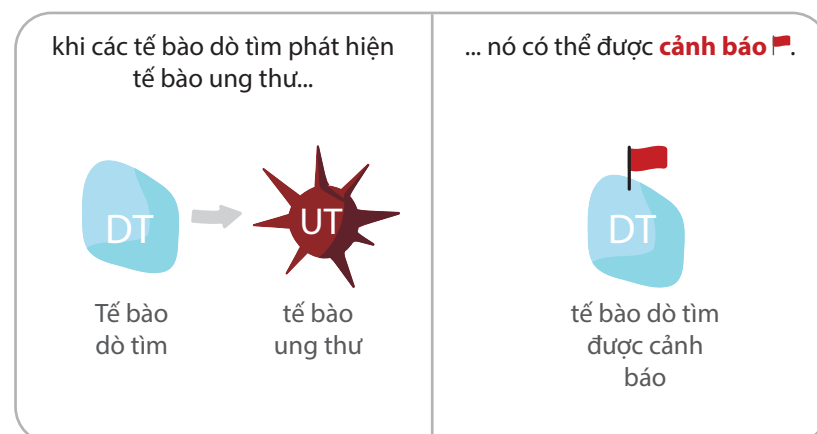 khi các tế bào dò tìm phát hiện
tế bào ung thư...
DT
UT
Tế bào
dò tìm
tế bào
ung thư
... nó có thể được cảnh báo.
DT
tế bào dò tìm
được cảnh
báo